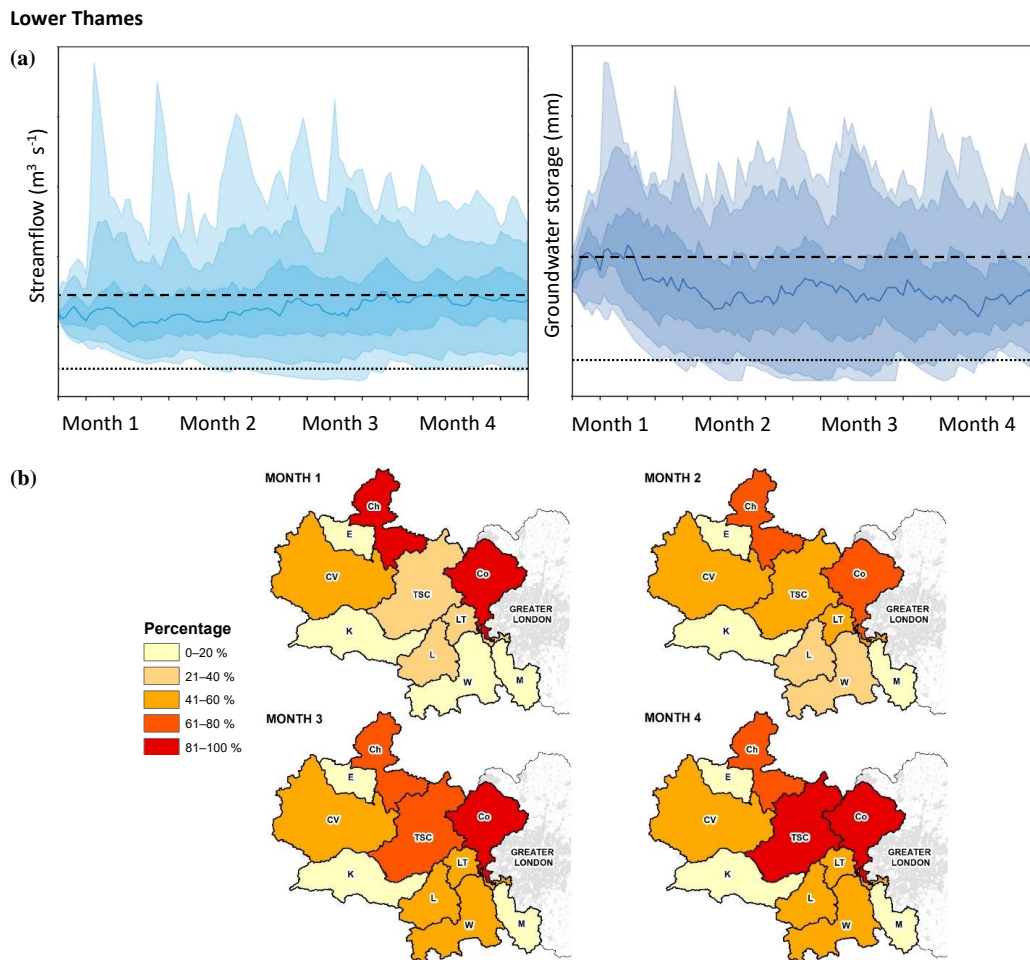 Lower Thames
(a)
Streamflow (m³ s⁻¹)
Month 1 Month 2 Month 3 Month 4
Groundwater storage (mm)
Month 1 Month 2 Month 3 Month 4
(b)
Percentage
0–20 %
21–40 %
41–60 %
61–80 %
81–100 %
MONTH 1
Ch
E
CV
TSC
Co
GREATER
LONDON
K
LT
L
W
M
MONTH 2
Ch
E
CV
TSC
Co
GREATER
LONDON
K
LT
L
W
M
MONTH 3
Ch
E
CV
TSC
Co
GREATER
LONDON
K
LT
L
W
M
MONTH 4
Ch
E
CV
TSC
Co
GREATER
LONDON
K
LT
L
W
M